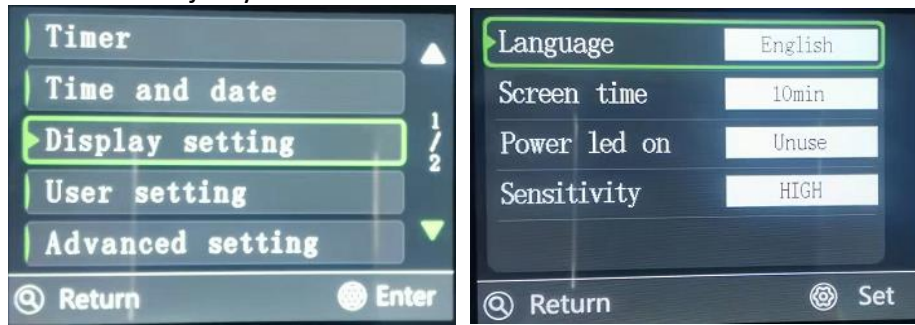 Timer
Time and date
Display setting
1/2
User setting
Advanced setting
Return Enter
Language English
Screen time 10min
Power led on Unuse
Sensitivity HIGH
Return Set